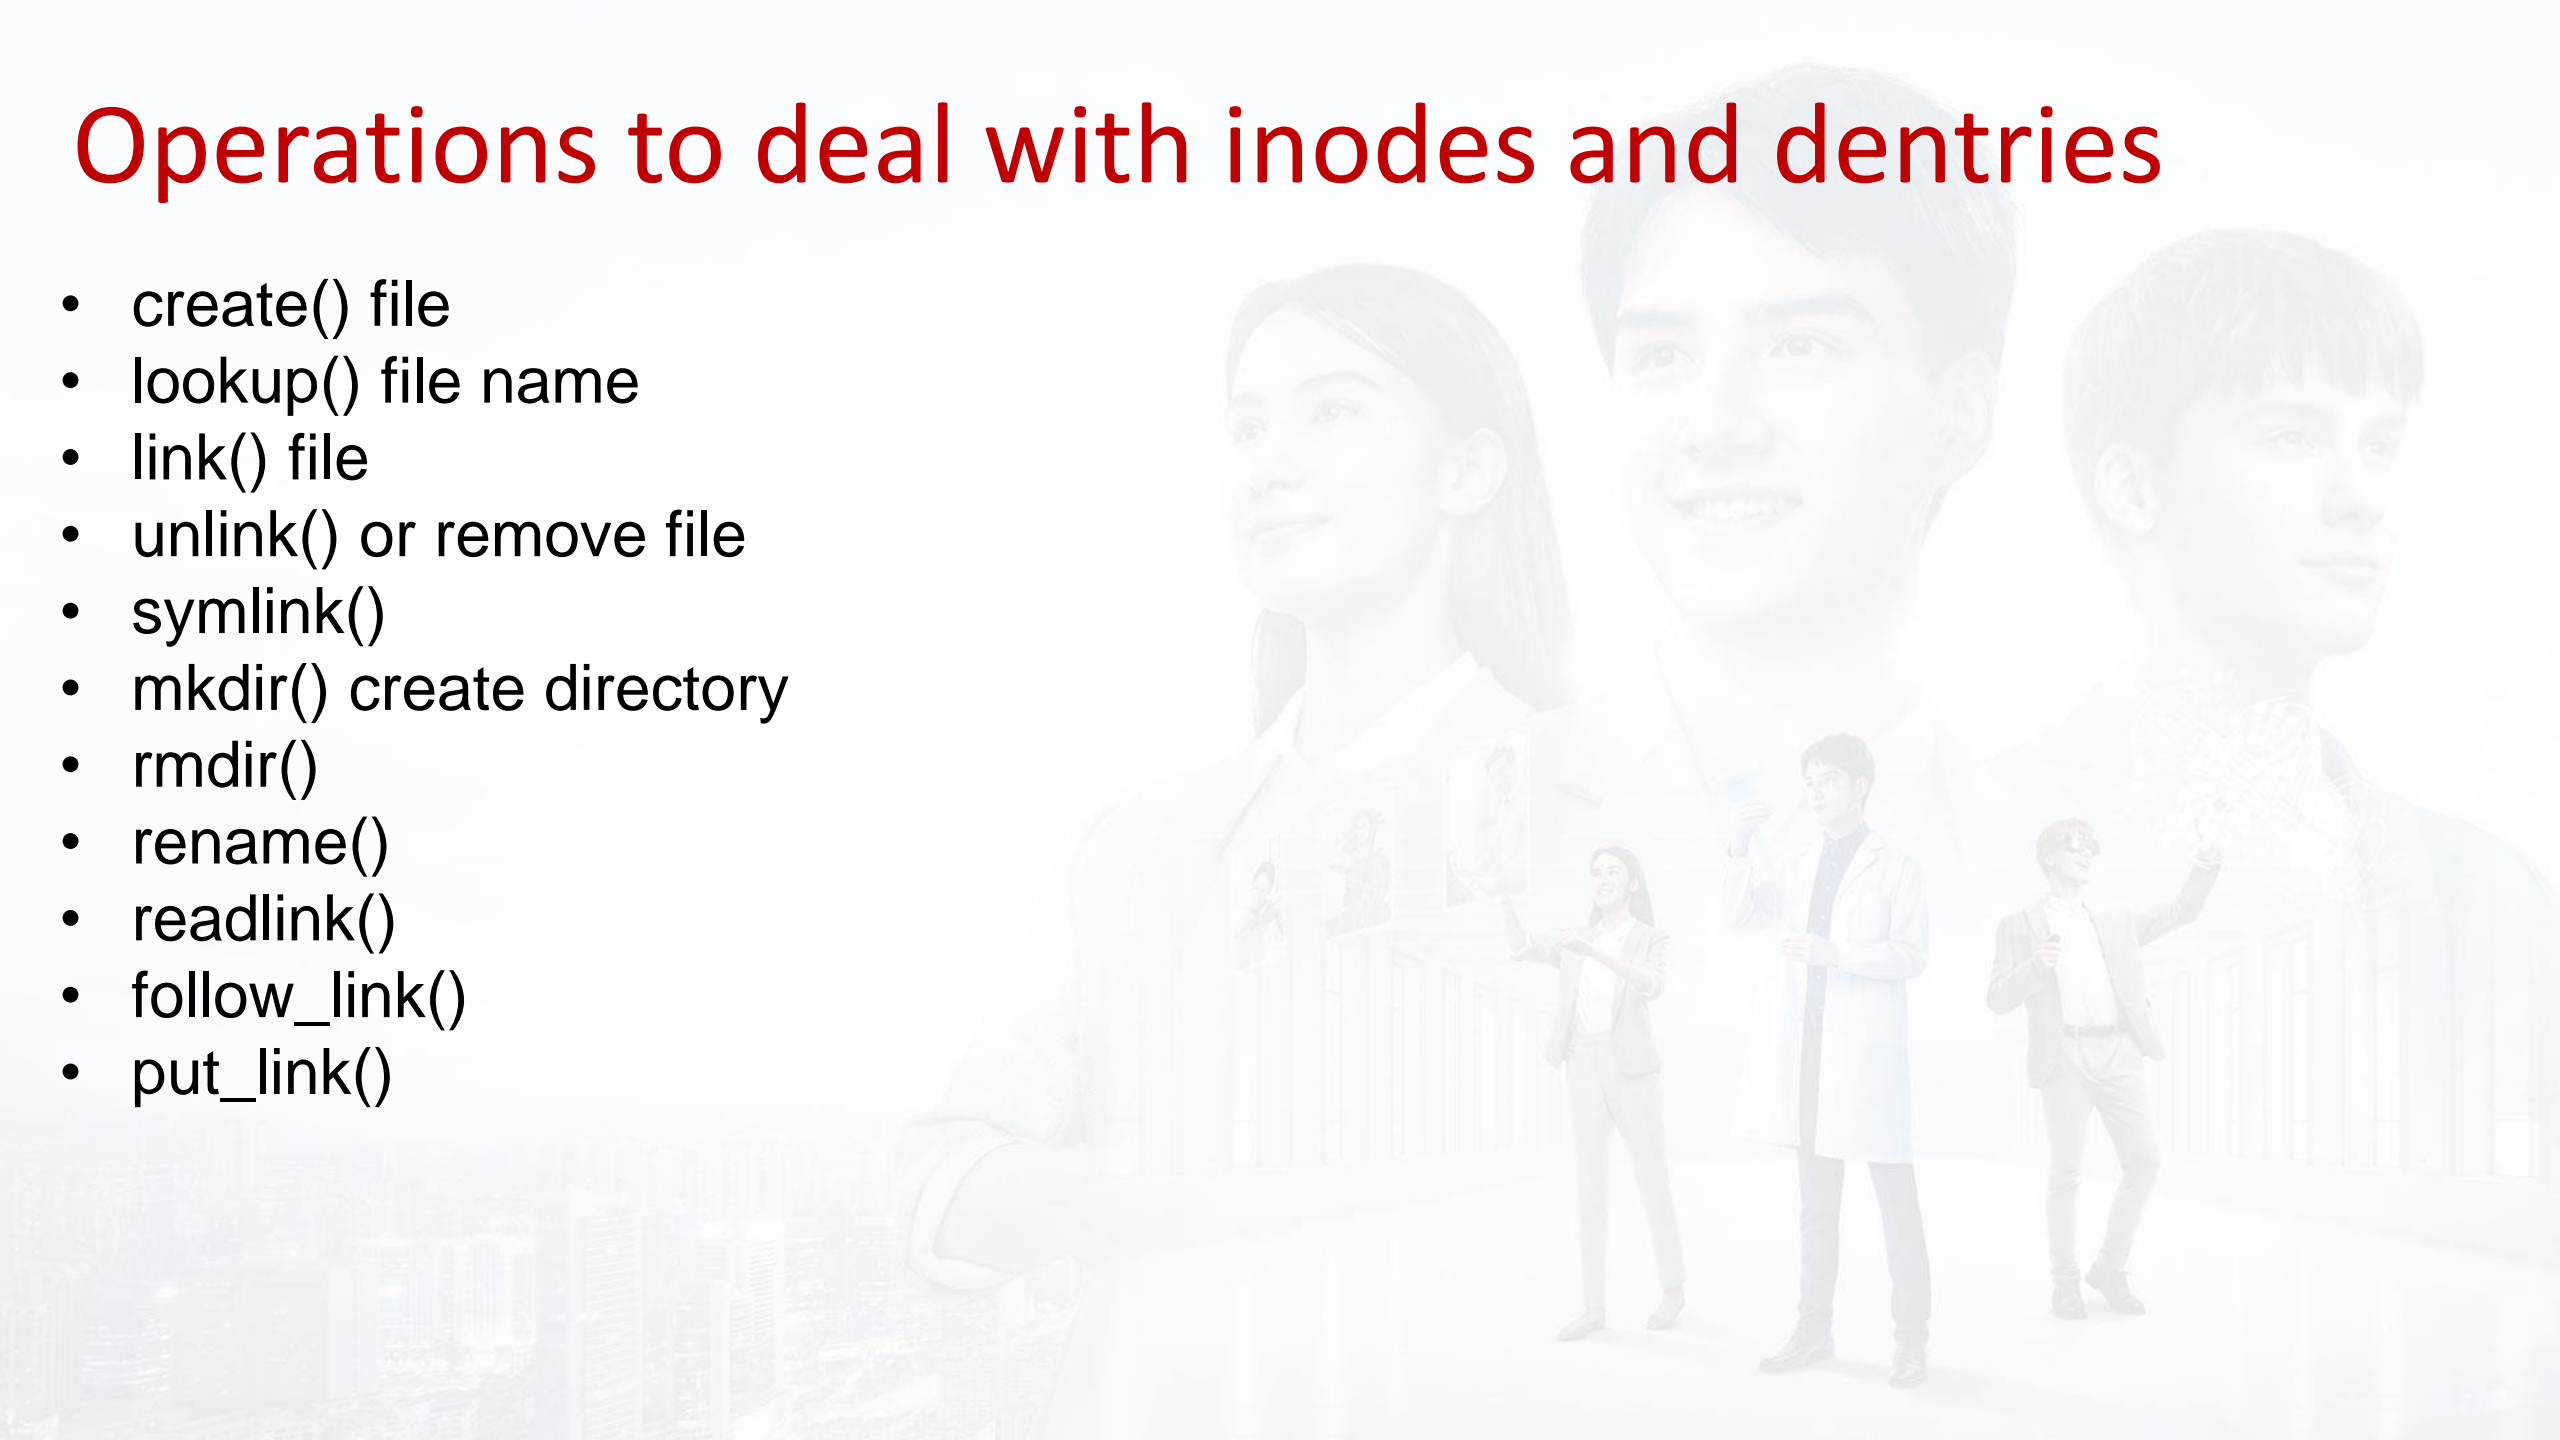 Operations to deal with inodes and dentries
• create() file
• lookup() file name
• link() file
• unlink() or remove file
• symlink()
• mkdir() create directory
• rmdir()
• rename()
• readlink()
• follow_link()
• put_link()